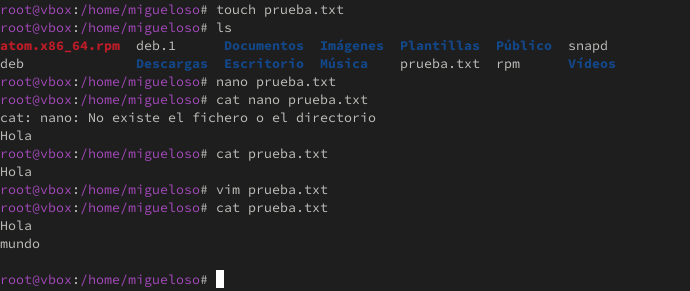 root@vbox:/home/migueloso# touch prueba.txt
root@vbox:/home/migueloso# ls
atom.x86_64.rpm  deb.1      Documentos  Imágenes  Plantillas  Público  snapd
deb              Descargas  Escritorio  Música    prueba.txt  rpm      Vídeos
root@vbox:/home/migueloso# nano prueba.txt
root@vbox:/home/migueloso# cat nano prueba.txt
cat: nano: No existe el fichero o el directorio
Hola
root@vbox:/home/migueloso# cat prueba.txt
Hola
root@vbox:/home/migueloso# vim prueba.txt
root@vbox:/home/migueloso# cat prueba.txt
Hola
mundo
root@vbox:/home/migueloso#